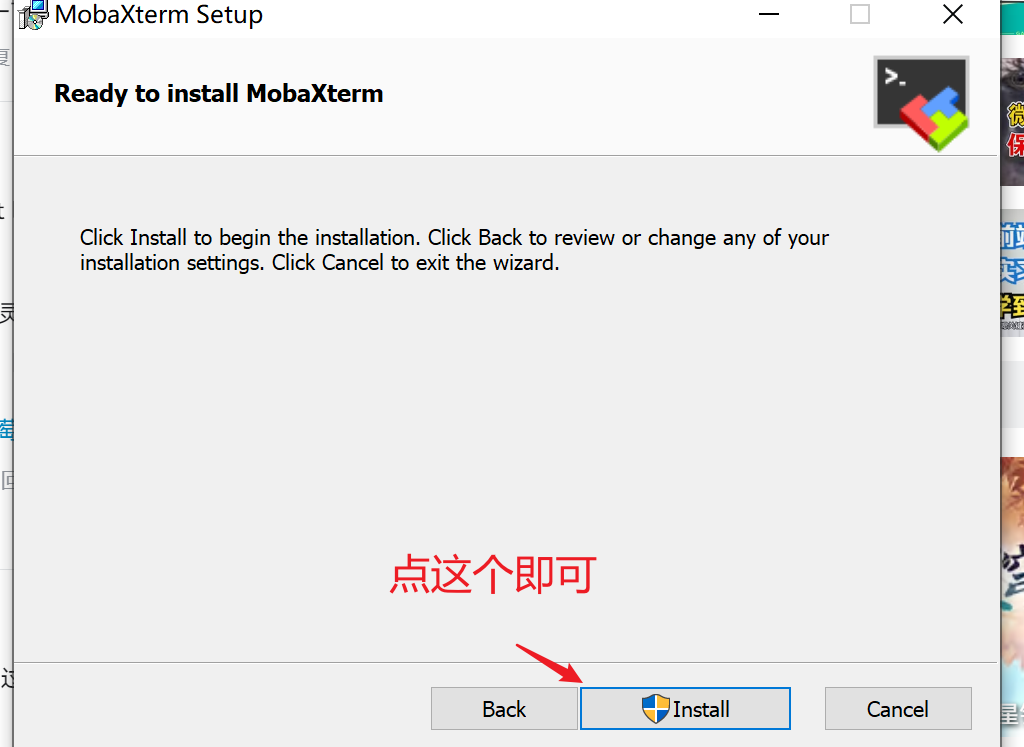 MobaXterm Setup
Ready to install MobaXterm
Click Install to begin the installation. Click Back to review or change any of your
installation settings. Click Cancel to exit the wizard.
点这个即可
Back
Install
Cancel